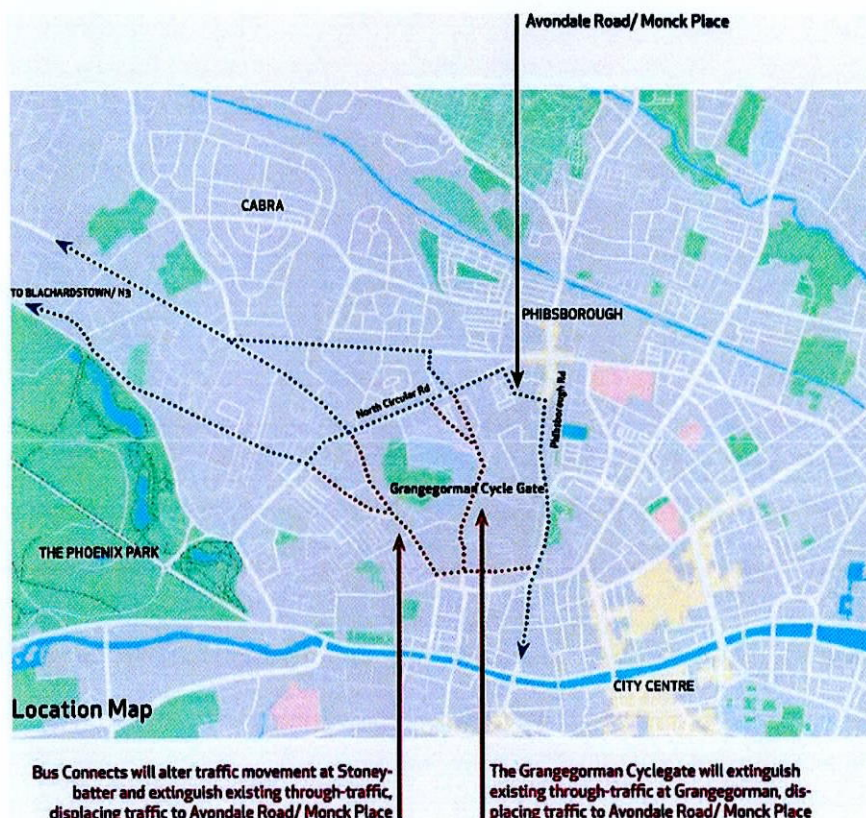 Avondale Road/ Monck Place
CABRA
TO BLACHARDSTOWN/ N3
PHIBSBOROUGH
North Circular Rd
Phibsborough Rd
Grangegorman Cycle Gate
THE PHOENIX PARK
CITY CENTRE
Location Map
Bus Connects will alter traffic movement at Stoney-
batter and extinguish existing through-traffic,
displacing traffic to Avondale Road/ Monck Place
The Grangegorman Cyclegate will extinguish
existing through-traffic at Grangegorman, dis-
placing traffic to Avondale Road/ Monck Place